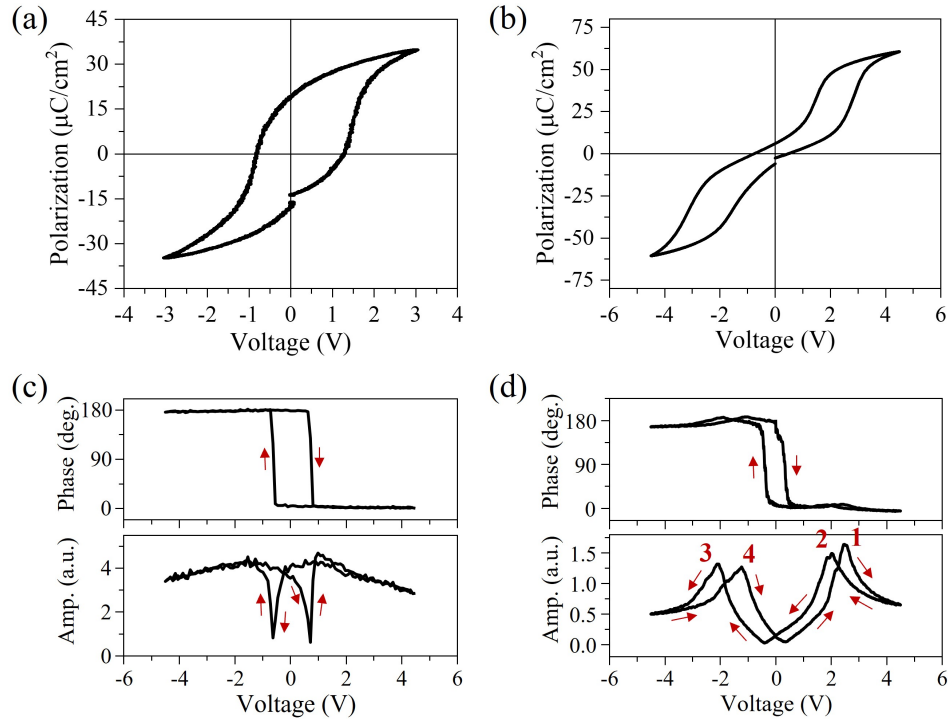 (a)
Polarization (μC/cm²)
45
30
15
0
-15
-30
-45
-4 -3 -2 -1 0 1 2 3 4
Voltage (V)
(b)
Polarization (μC/cm²)
75
50
25
0
-25
-50
-75
-6 -4 -2 0 2 4 6
Voltage (V)
(c)
Phase (deg.)
180
90
0
Amp. (a.u.)
4
2
0
-6 -4 -2 0 2 4 6
Voltage (V)
(d)
Phase (deg.)
180
90
0
Amp. (a.u.)
1.5
1.0
0.5
0.0
3 4 2 1
-6 -4 -2 0 2 4 6
Voltage (V)